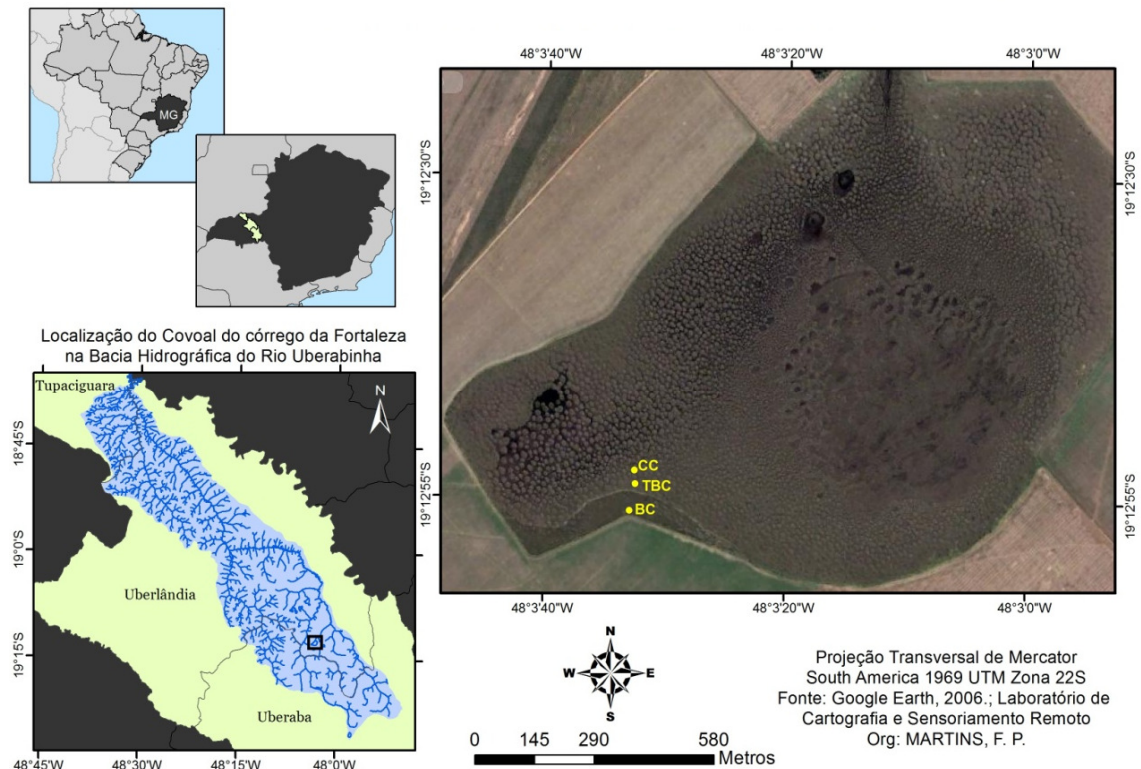 MG
Localização do Covoal do córrego da Fortaleza
na Bacia Hidrográfica do Rio Uberabinha
Tupaciguara
N
Uberlândia
Uberaba
18°45'S
19°0'S
19°15'S
48°45'W
48°30'W
48°15'W
48°0'W
48°3'40"W
48°3'20"W
48°3'0"W
19°12'30"S
19°12'30"S
19°12'55"S
19°12'55"S
CC
TBC
BC
48°3'40"W
48°3'20"W
48°3'0"W
N
W
E
S
0
145
290
580
Metros
Projeção Transversal de Mercator
South America 1969 UTM Zona 22S
Fonte: Google Earth, 2006.; Laboratório de
Cartografia e Sensoriamento Remoto
Org: MARTINS, F. P.